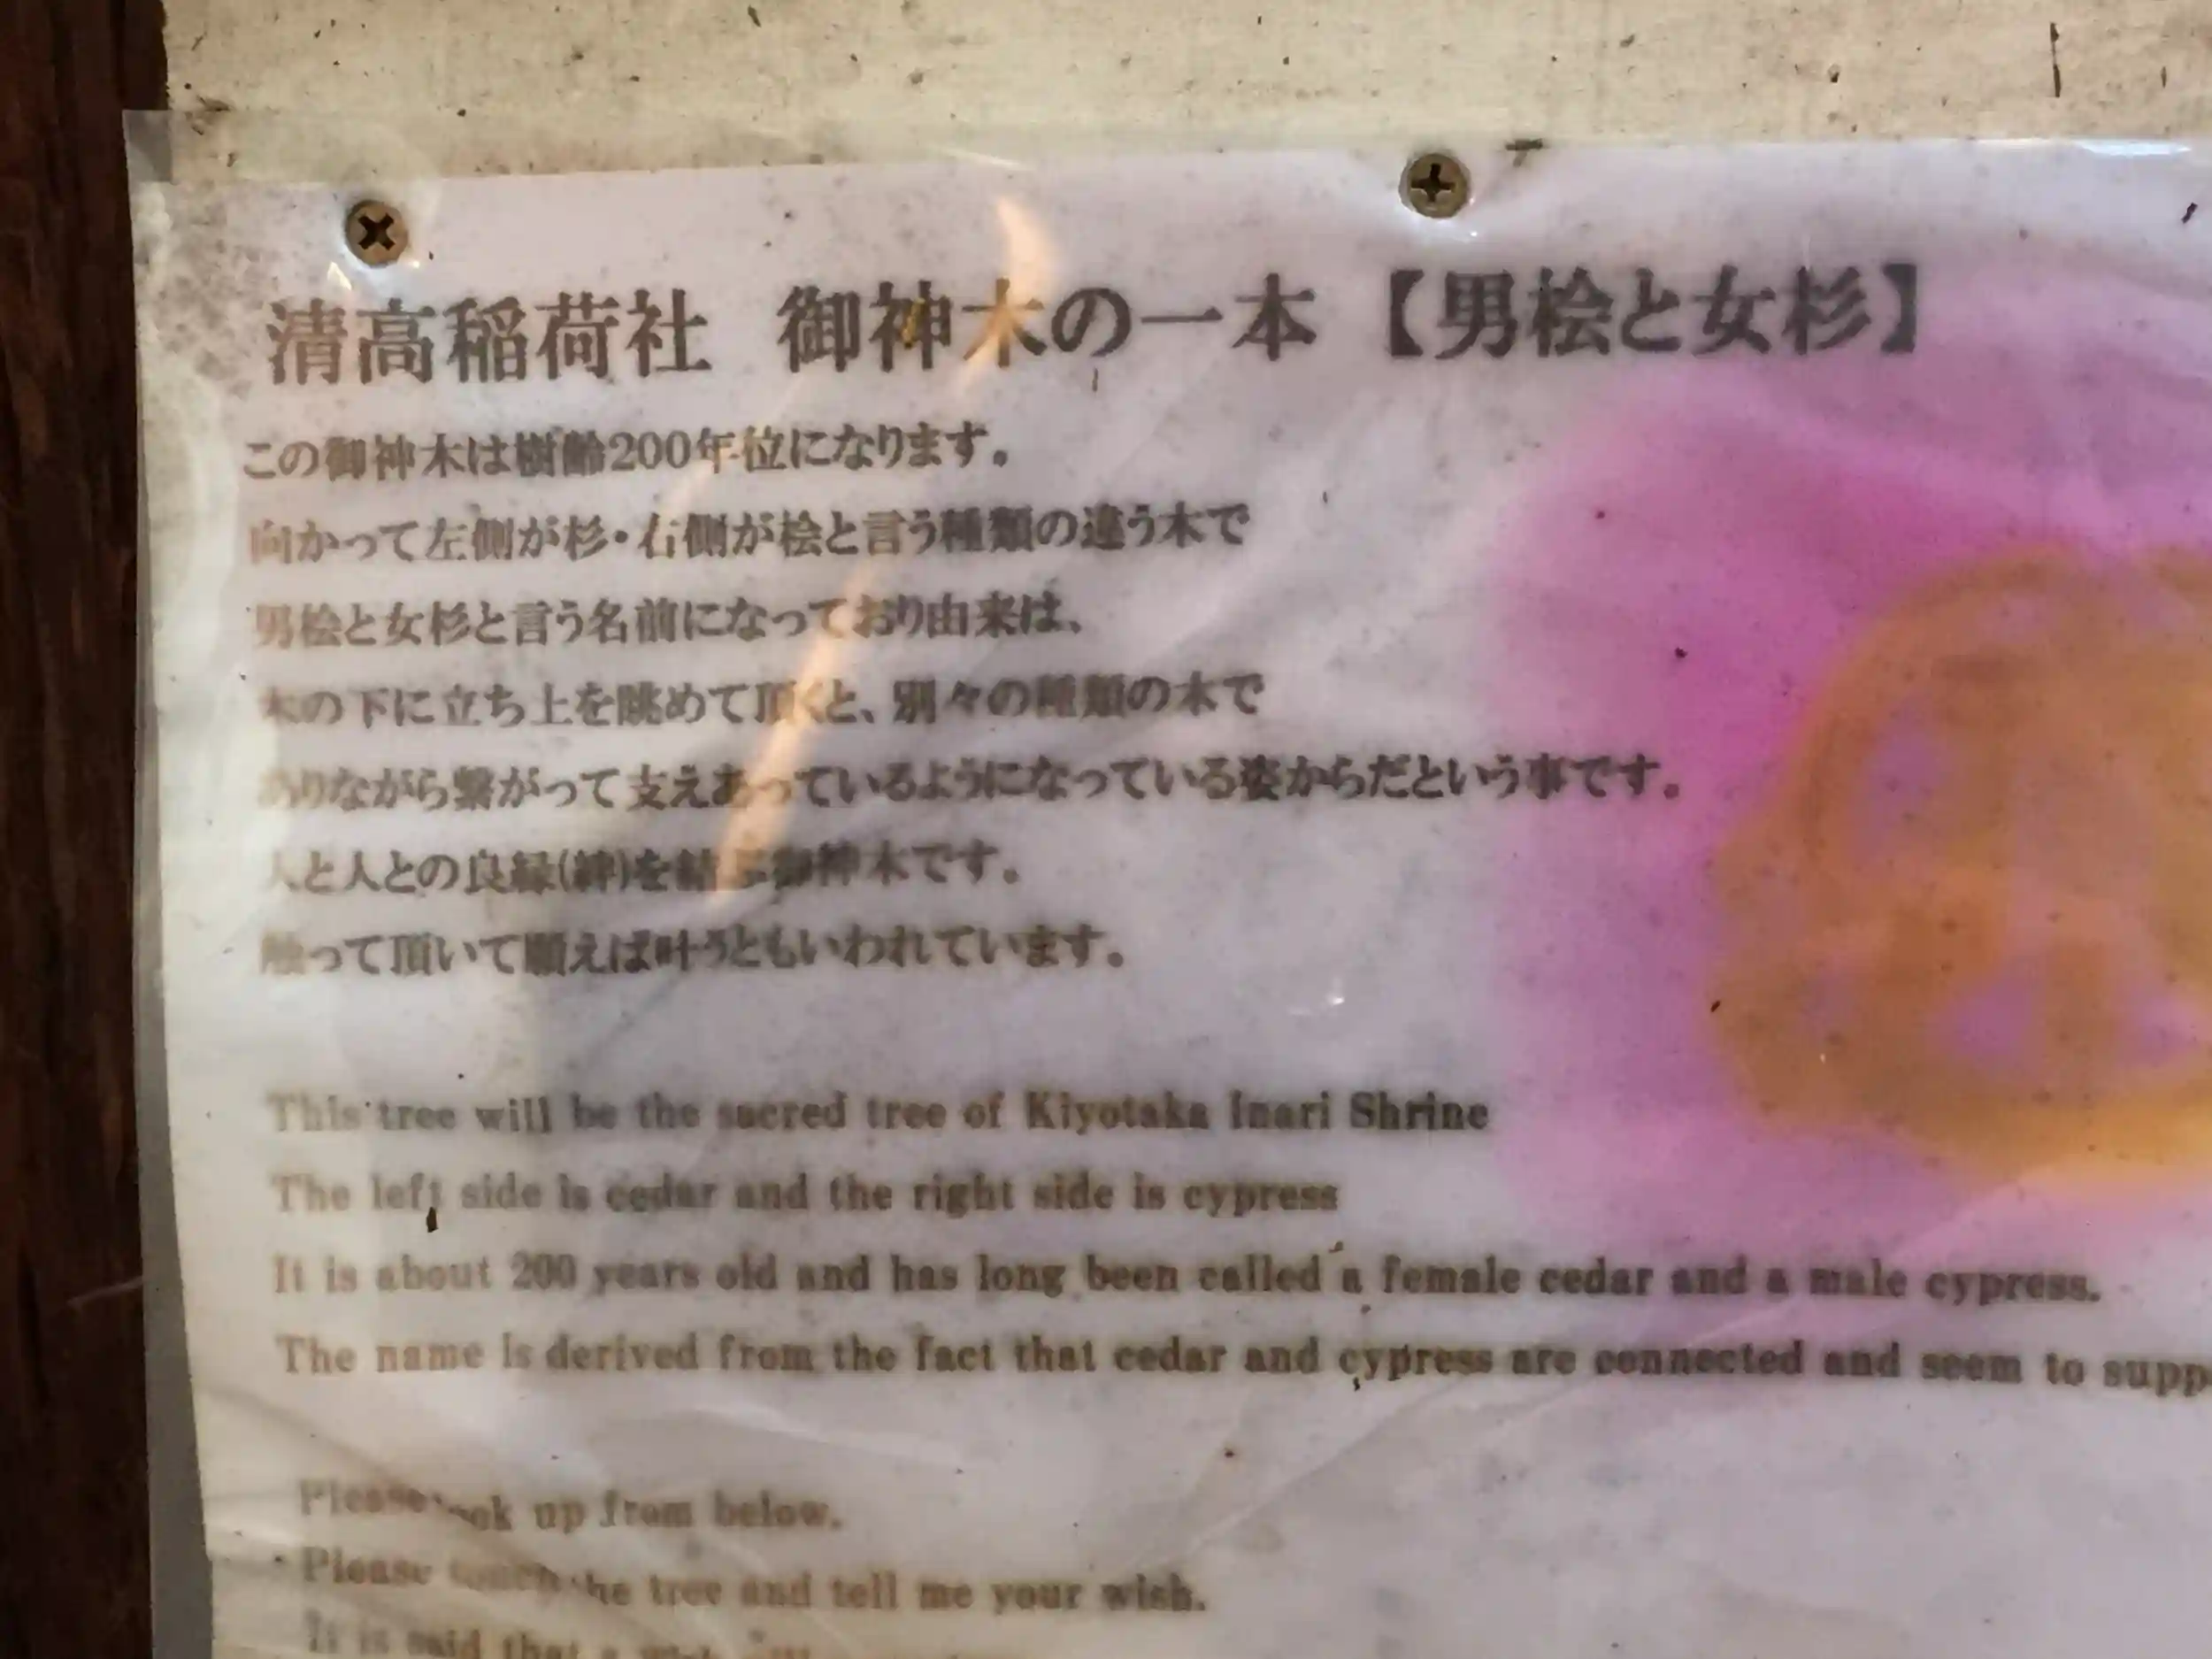 清高稲荷社 御神木の一本【男桧と女杉】
この御神木は樹齢200年位になります。
向かって左側が杉・右側が桧と言う種類の違う木で
男桧と女杉と言う名前になっており由来は、
木の下に立ち上を眺めて頂くと、別々の種類の木で
ありながら繋がって支えあっているようになっている姿からだという事です。
人と人との良縁(絆)を結ぶ御神木です。
触って頂いて願えば叶うともいわれています。
This tree will be the sacred tree of Kiyotaka Inari Shrine
The left side is cedar and the right side is cypress
It is about 200 years old and has long been called a female cedar and a male cypress.
The name is derived from the fact that cedar and cypress are connected and seem to supp
Please look up from below.
Please touch the tree and tell me your wish.
It is said that a